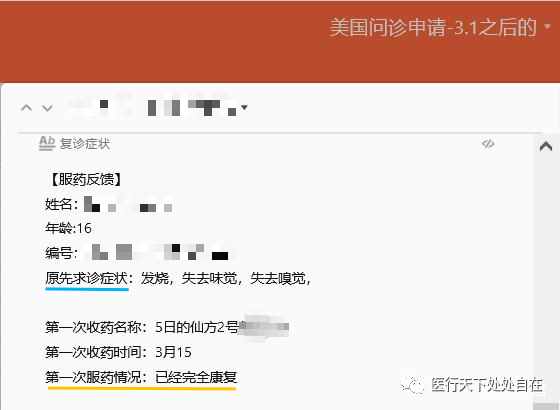 美国问诊申请-3.1之后的
Ab 复诊症状
【服药反馈】
姓名：
年龄:16
编号：
原先求诊症状：发烧，失去味觉，失去嗅觉，
第一次收药名称：5日的仙方2号
第一次收药时间：3月15
第一次服药情况：已经完全康复
医行天下处处自在